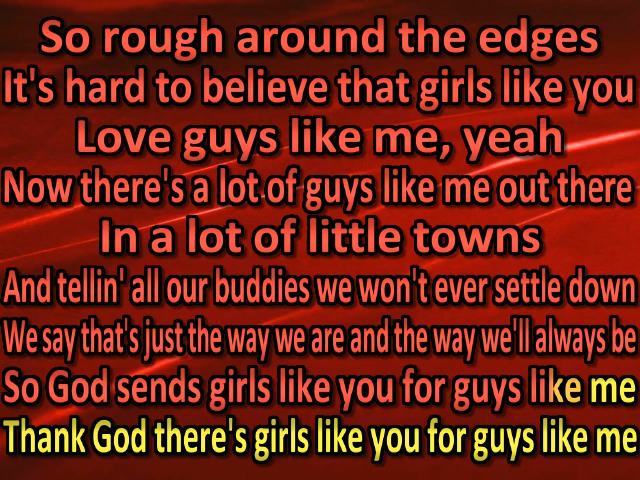 So rough around the edges
It's hard to believe that girls like you
Love guys like me, yeah
Now there's a lot of guys like me out there
In a lot of little towns
And tellin' all our buddies we won't ever settle down
We say that's just the way we are and the way we'll always be
So God sends girls like you for guys like me
Thank God there's girls like you for guys like me